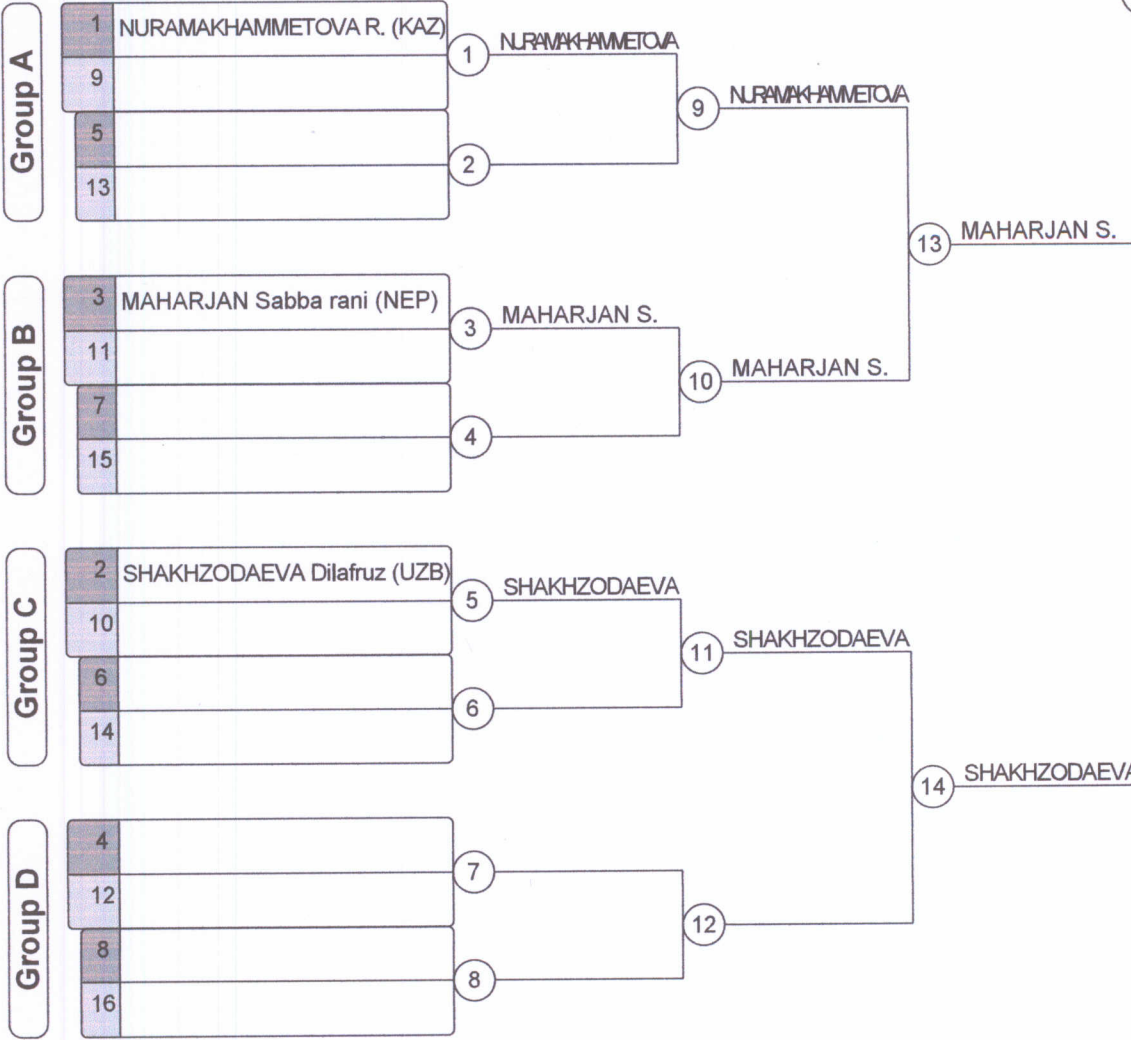 Group A
1 NURAMAKHAMMETOVA R. (KAZ)
9
5
13
1 NURAMAKHAMMETOVA
2
9 NURAMAKHAMMETOVA
Group B
3 MAHARJAN Sabba rani (NEP)
11
7
15
3 MAHARJAN S.
4
10 MAHARJAN S.
13 MAHARJAN S.
Group C
2 SHAKHZODAEVA Dilafruz (UZB)
10
6
14
5 SHAKHZODAEVA
6
11 SHAKHZODAEVA
Group D
4
12
8
16
7
8
12
14 SHAKHZODAEVA